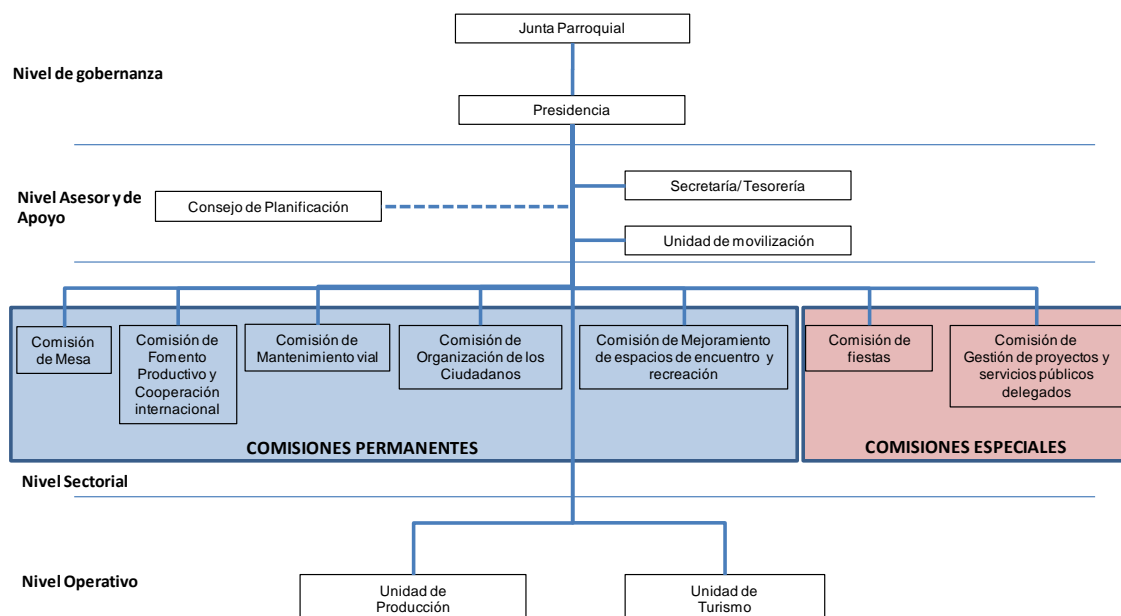 Junta Parroquial
Nivel de gobernanza
Presidencia
Nivel Asesor y de
Apoyo
Secretaría/ Tesorería
Consejo de Planificación
Unidad de movilización
Comisión
de Mesa
Comisión de
Fomento
Productivo y
Cooperación
internacional
Comisión de
Mantenimiento vial
Comisión de
Organización de los
Ciudadanos
Comisión de Mejoramiento
de espacios de encuentro y
recreación
Comisión de
fiestas
Comisión de
Gestión de proyectos y
servicios públicos
delegados
COMISIONES PERMANENTES
COMISIONES ESPECIALES
Nivel Sectorial
Nivel Operativo
Unidad de
Producción
Unidad de
Turismo